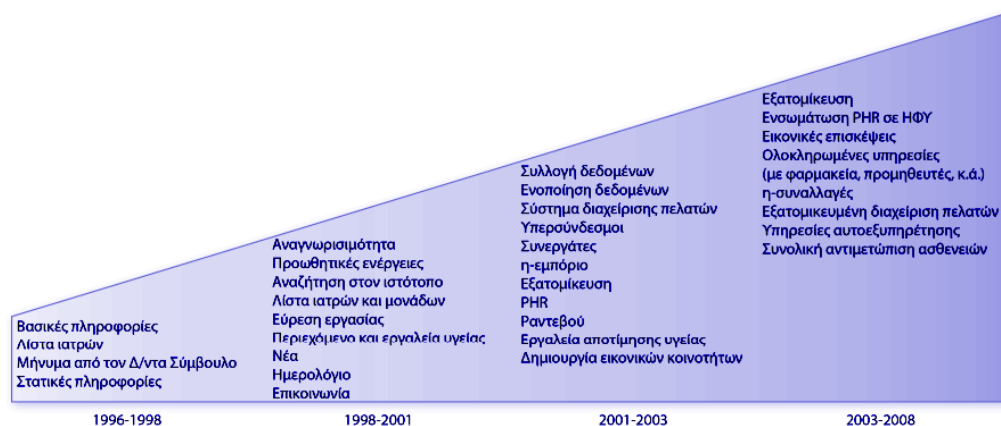 Βασικές πληροφορίες
Λίστα ιατρών
Μήνυμα από τον Δ/ντα Σύμβουλο
Στατικές πληροφορίες
1996-1998
Αναγνωρισιμότητα
Προωθητικές ενέργειες
Αναζήτηση στον ιστότοπο
Λίστα ιατρών και μονάδων
Εύρεση εργασίας
Περιεχόμενο και εργαλεία υγείας
Νέα
Ημερολόγιο
Επικοινωνία
1998-2001
Συλλογή δεδομένων
Ενοποίηση δεδομένων
Σύστημα διαχείρισης πελατών
Υπερσύνδεσμοι
Συνεργάτες
η-εμπόριο
Εξατομίκευση
PHR
Ραντεβού
Εργαλεία αποτίμησης υγείας
Δημιουργία εικονικών κοινοτήτων
2001-2003
Εξατομίκευση
Ενσωμάτωση PHR σε ΗΦΥ
Εικονικές επισκέψεις
Ολοκληρωμένες υπηρεσίες
(με φαρμακεία, προμηθευτές, κ.ά.)
η-συναλλαγές
Εξατομικευμένη διαχείριση πελατών
Υπηρεσίες αυτοεξυπηρέτησης
Συνολική αντιμετώπιση ασθενειών
2003-2008